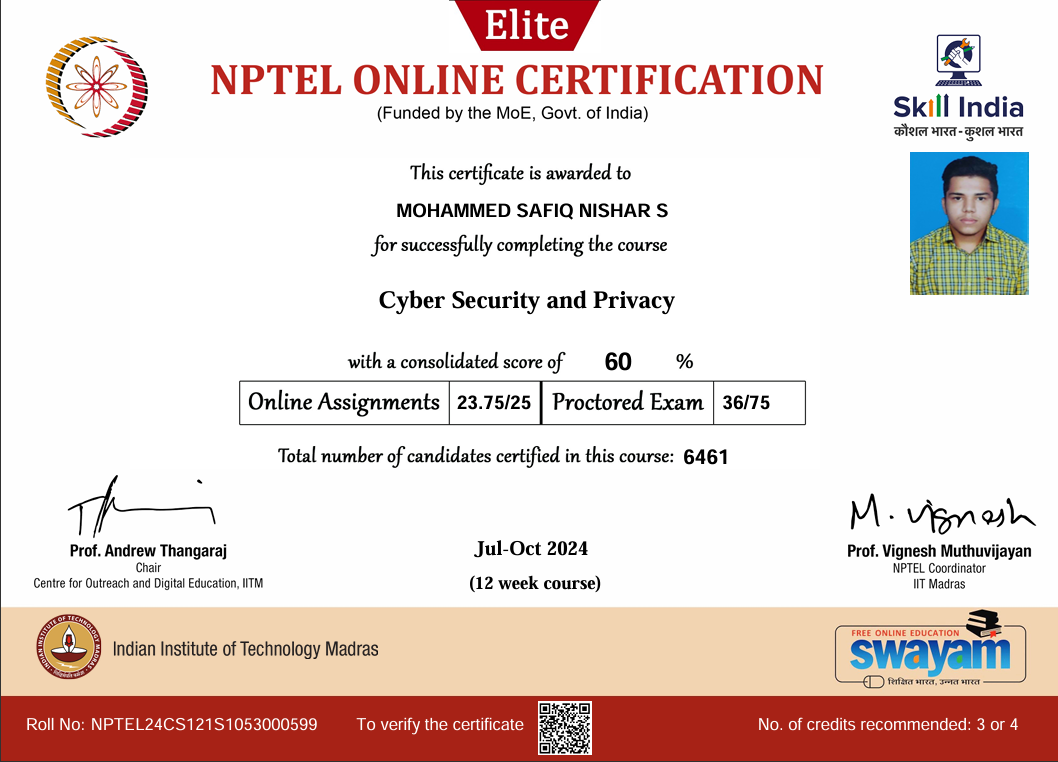 Elite
NPTEL ONLINE CERTIFICATION
(Funded by the MoE, Govt. of India)
Skill India
कौशल भारत - कुशल भारत
This certificate is awarded to
MOHAMMED SAFIQ NISHAR S
for successfully completing the course
Cyber Security and Privacy
with a consolidated score of 60 %
Online Assignments 23.75/25 Proctored Exam 36/75
Total number of candidates certified in this course: 6461
M. Vignesh
Prof. Andrew Thangaraj
Chair
Centre for Outreach and Digital Education, IITM
Jul-Oct 2024
(12 week course)
Prof. Vignesh Muthuvijayan
NPTEL Coordinator
IIT Madras
INDIAN INSTITUTE OF TECHNOLOGY MADRAS
Indian Institute of Technology Madras
FREE ONLINE EDUCATION
swayam
शिक्षित भारत, उन्नत भारत
Roll No: NPTEL24CS121S1053000599
To verify the certificate
No. of credits recommended: 3 or 4